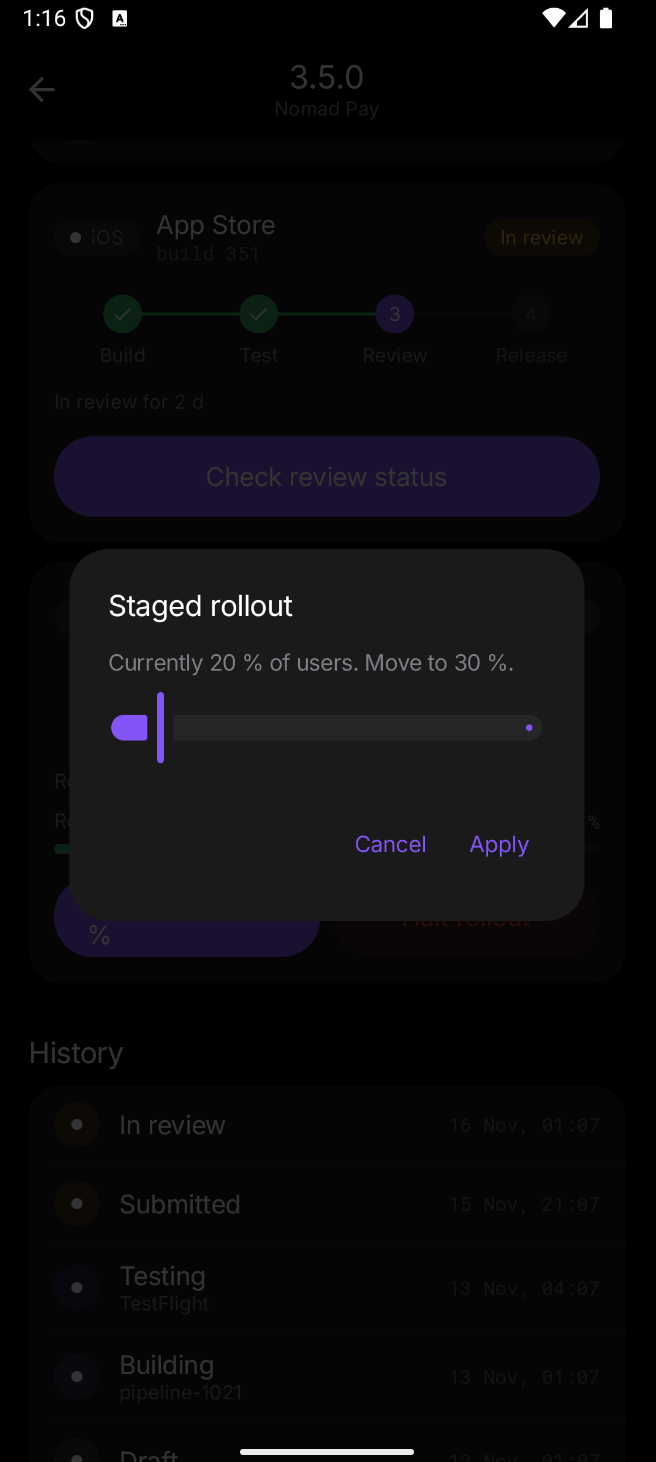 1:16
3.5.0
Nomad Pay
iOS
App Store
build 351
In review
3
4
Build
Test
Review
Release
In review for 2 d
Check review status
Staged rollout
Currently 20 % of users. Move to 30 %.
%
Cancel
Apply
%
History
In review
16 Nov, 01:07
Submitted
15 Nov, 21:07
Testing
13 Nov, 04:07
TestFlight
Building
13 Nov, 01:07
pipeline-1021
Draft